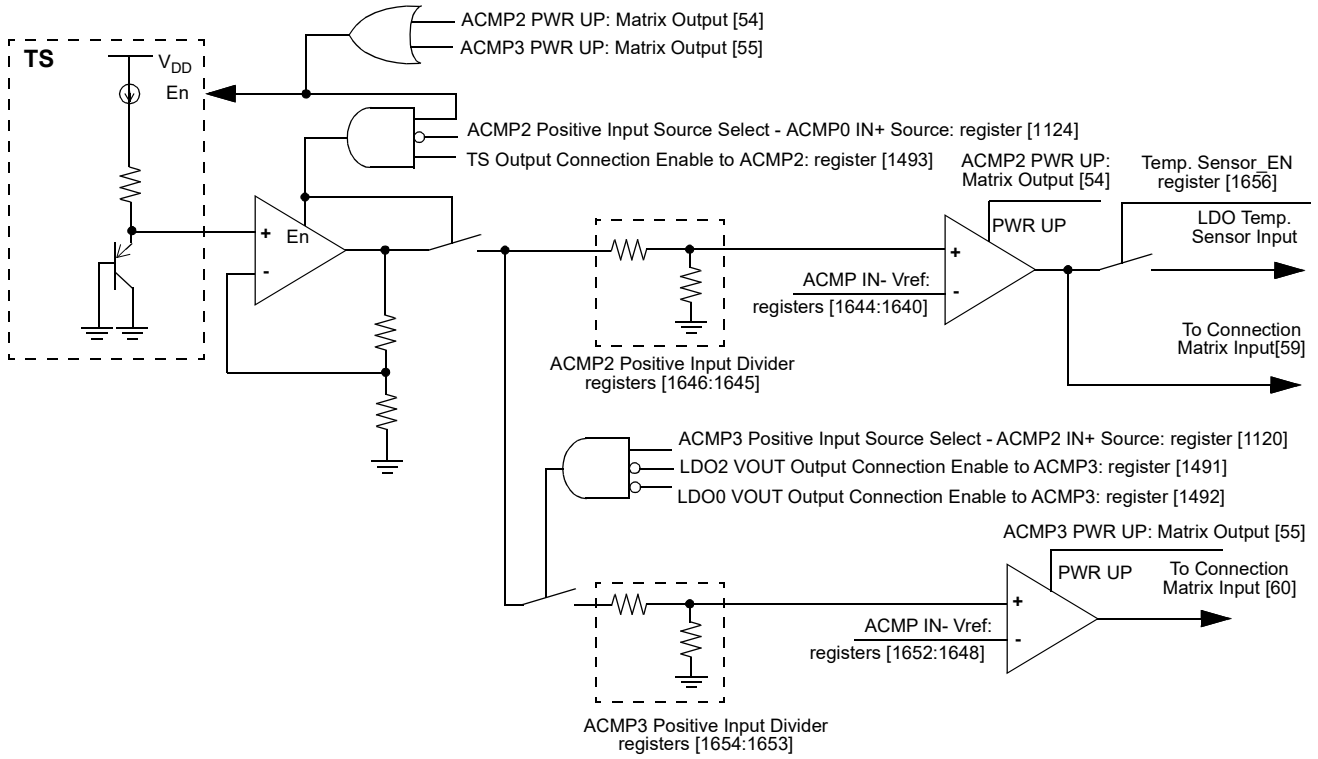 ACMP2 PWR UP: Matrix Output [54]
ACMP3 PWR UP: Matrix Output [55]
TS
VDD
En
ACMP2 Positive Input Source Select - ACMP0 IN+ Source: register [1124]
TS Output Connection Enable to ACMP2: register [1493]
ACMP2 PWR UP:
Matrix Output [54]
Temp. Sensor_EN
register [1656]
LDO Temp.
Sensor Input
PWR UP
+
En
-
+
-
ACMP IN- Vref:
registers [1644:1640]
To Connection
Matrix Input[59]
ACMP2 Positive Input Divider
registers [1646:1645]
ACMP3 Positive Input Source Select - ACMP2 IN+ Source: register [1120]
LDO2 VOUT Output Connection Enable to ACMP3: register [1491]
LDO0 VOUT Output Connection Enable to ACMP3: register [1492]
ACMP3 PWR UP: Matrix Output [55]
PWR UP
To Connection
Matrix Input [60]
+
-
ACMP IN- Vref:
registers [1652:1648]
ACMP3 Positive Input Divider
registers [1654:1653]